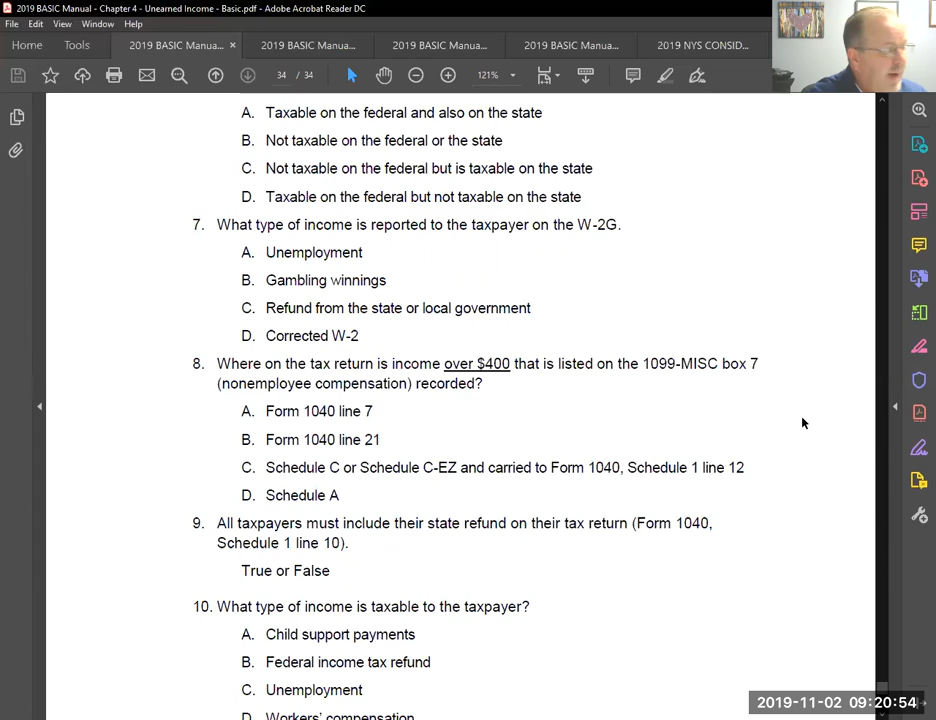 2019 BASIC Manual - Chapter 4 - Unearned Income - Basic.pdf - Adobe Acrobat Reader DC
File Edit View Window Help
Home Tools 2019 BASIC Manua... × 2019 BASIC Manua... 2019 BASIC Manua... 2019 BASIC Manua... 2019 NYS CONSID...
34 / 34 121%
A. Taxable on the federal and also on the state
B. Not taxable on the federal or the state
C. Not taxable on the federal but is taxable on the state
D. Taxable on the federal but not taxable on the state
7. What type of income is reported to the taxpayer on the W-2G.
A. Unemployment
B. Gambling winnings
C. Refund from the state or local government
D. Corrected W-2
8. Where on the tax return is income over $400 that is listed on the 1099-MISC box 7
(nonemployee compensation) recorded?
A. Form 1040 line 7
B. Form 1040 line 21
C. Schedule C or Schedule C-EZ and carried to Form 1040, Schedule 1 line 12
D. Schedule A
9. All taxpayers must include their state refund on their tax return (Form 1040,
Schedule 1 line 10).
True or False
10. What type of income is taxable to the taxpayer?
A. Child support payments
B. Federal income tax refund
C. Unemployment
D. Workers' compensation
2019-11-02 09:20:54